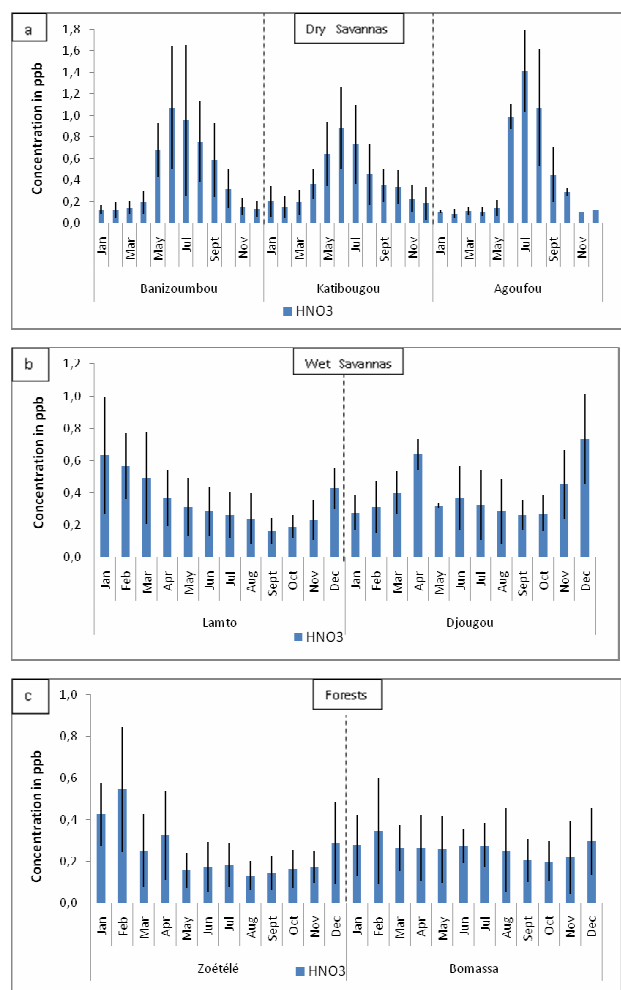 a
Dry Savannas
Concentration in ppb
1,8
1,6
1,4
1,2
1,0
0,8
0,6
0,4
0,2
0,0
Jan Mar May Jul Sept Nov Jan Mar May Jul Sept Nov Jan Mar May Jul Sept Nov
Banizoumbou Katibougou Agoufou
HNO3
b
Wet Savannas
Concentration in ppb
1,2
1,0
0,8
0,6
0,4
0,2
0,0
Jan Feb Mar Apr May Jun Jul Aug Sept Oct Nov Dec Jan Feb Mar Apr May Jun Jul Aug Sept Oct Nov Dec
Lamto Djougou
HNO3
c
Forests
Concentration in ppb
1,0
0,8
0,6
0,4
0,2
0,0
Jan Feb Mar Apr May Jun Jul Aug Sept Oct Nov Dec Jan Feb Mar Apr May Jun Jul Aug Sept Oct Nov Dec
Zoétélé HNO3 Bomassa